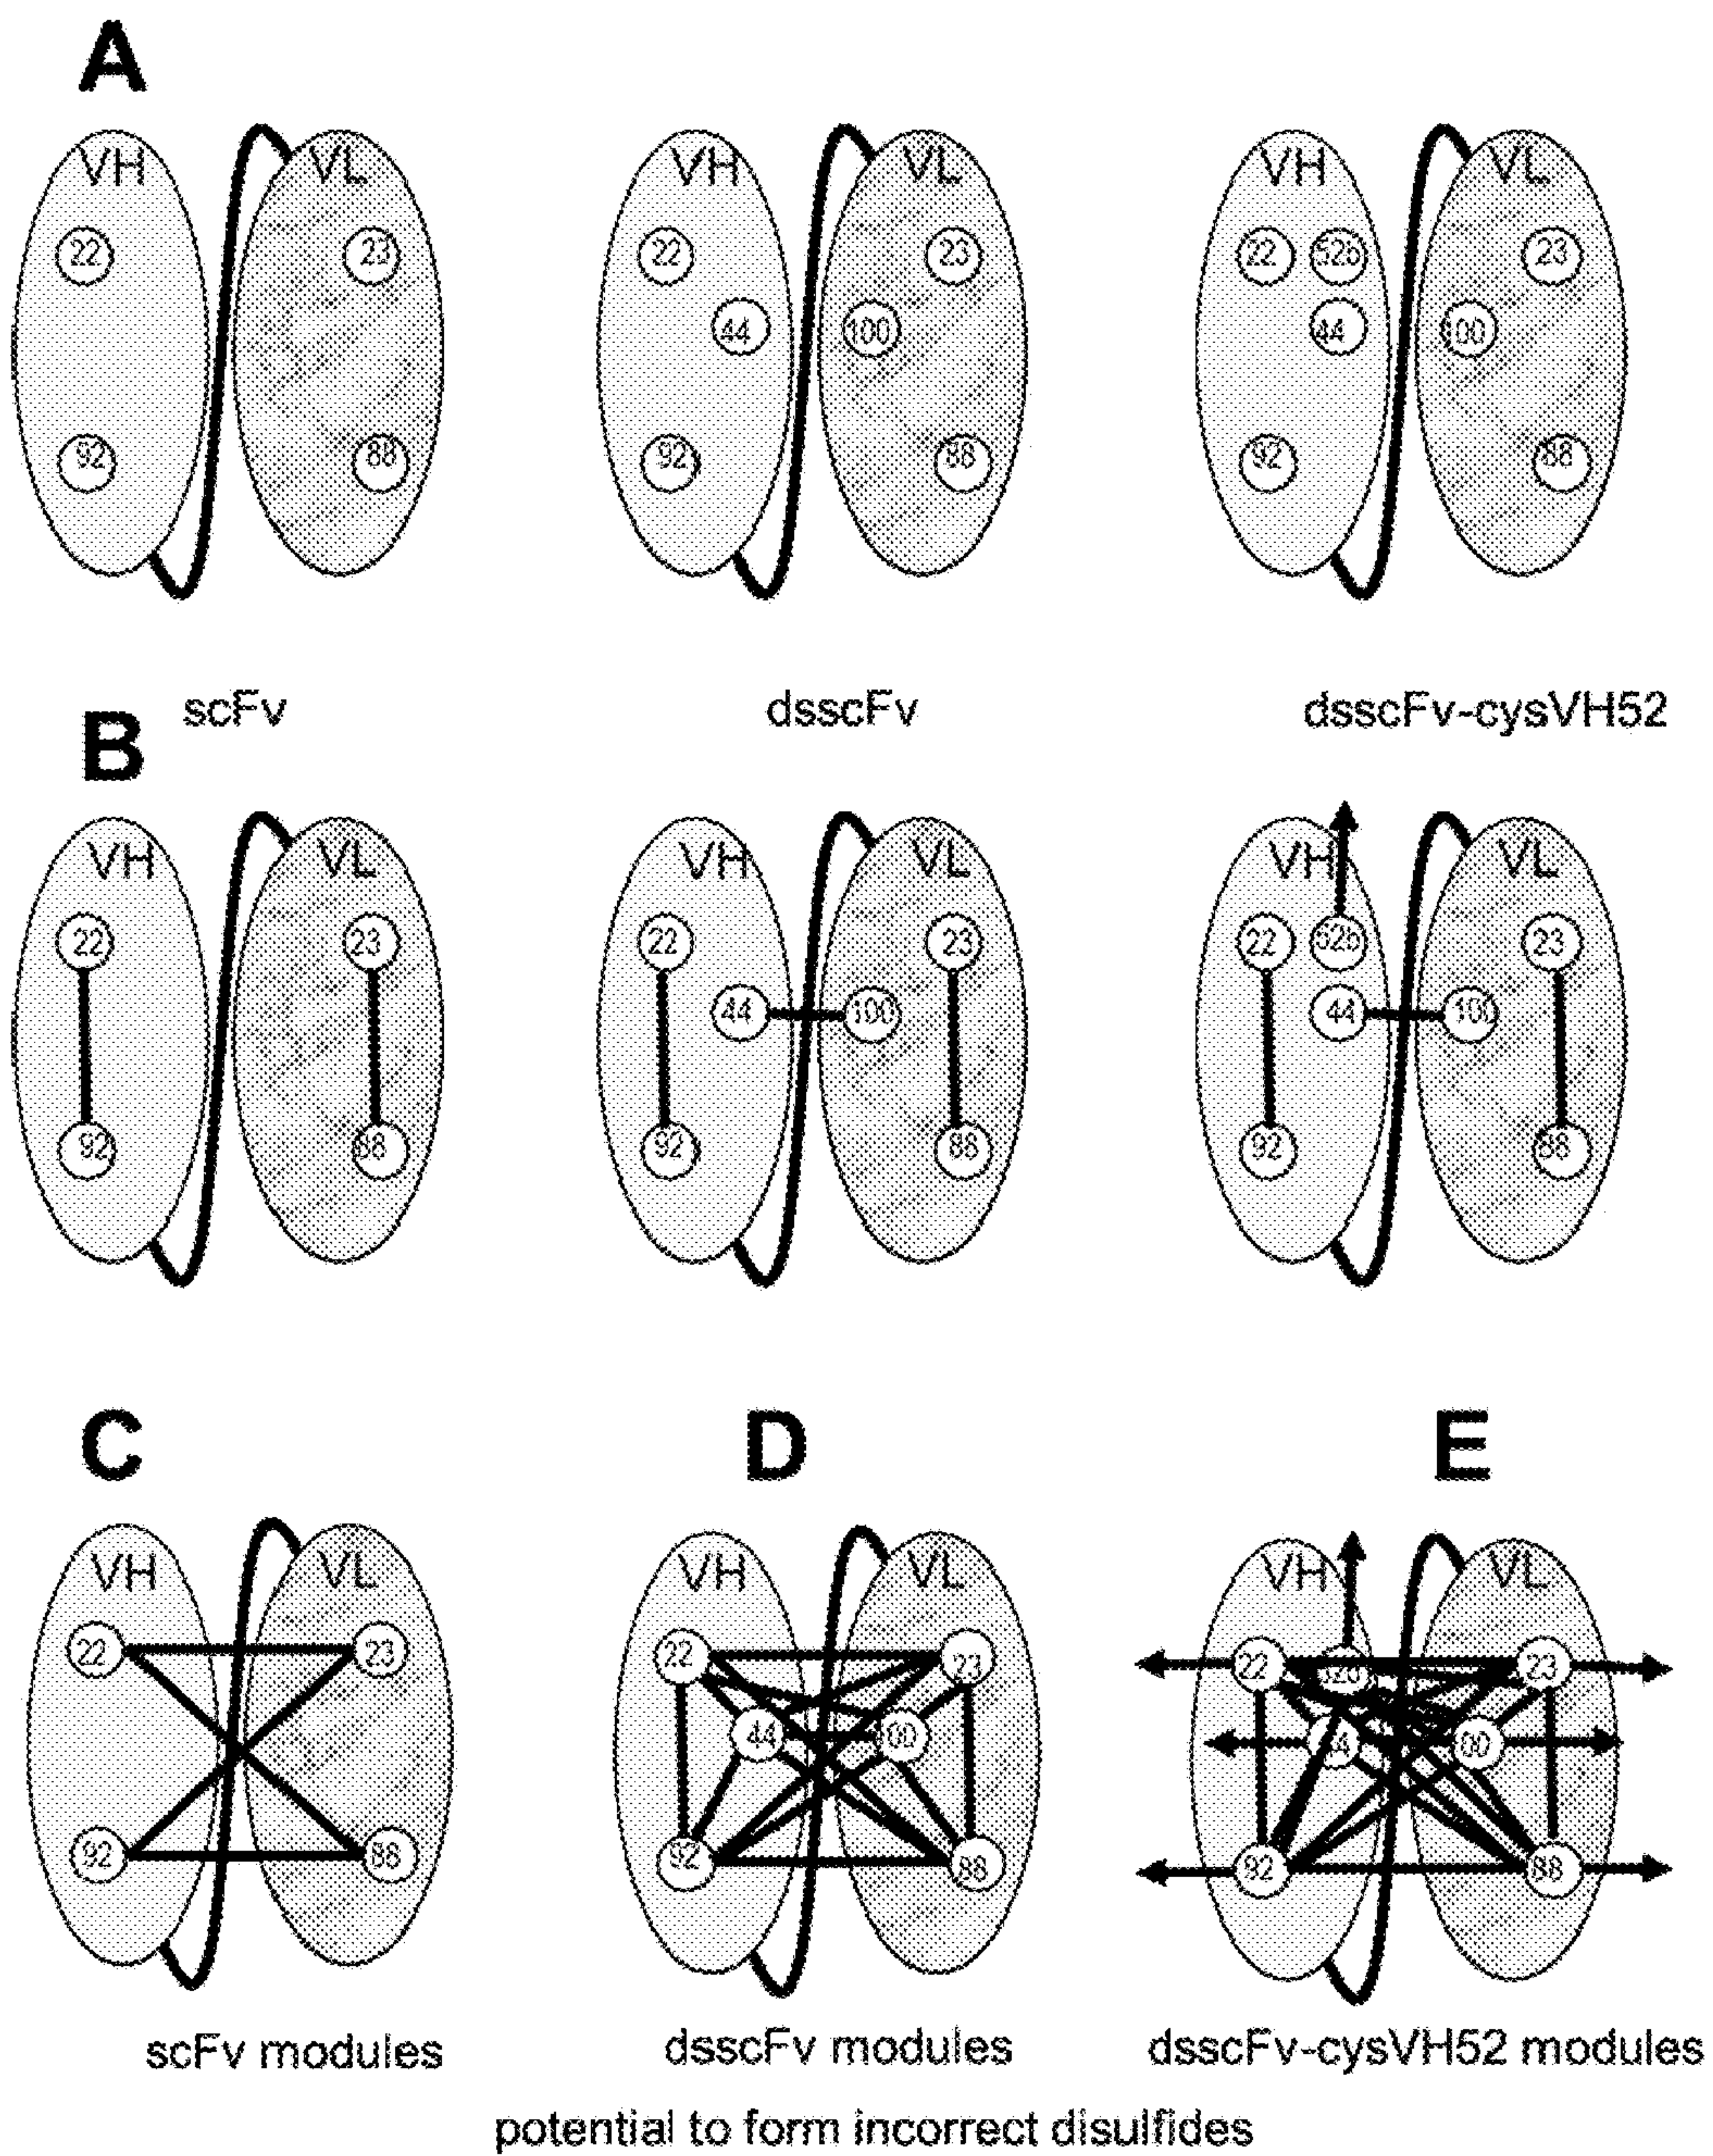 A
VH VL VH VL VH VL
22 23 22 23 22 52b 23
44 100 44 100
92 88 92 88 92 88
scFv dsscFv dsscFv-cysVH52
B
VH VL VH VL VH VL
22 23 22 23 22 52b 23
44 100 44 100
92 88 92 88 92 88
C D E
VH VL VH VL VH VL
22 23 22 23 22 23
44 00 00
92 88 92 88 92 88
scFv modules dsscFv modules dsscFv-cysVH52 modules
potential to form incorrect disulfides